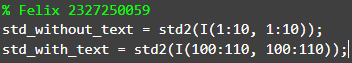 % Felix 2327250059
std_without_text = std2(I(1:10, 1:10));
std_with_text = std2(I(100:110, 100:110));